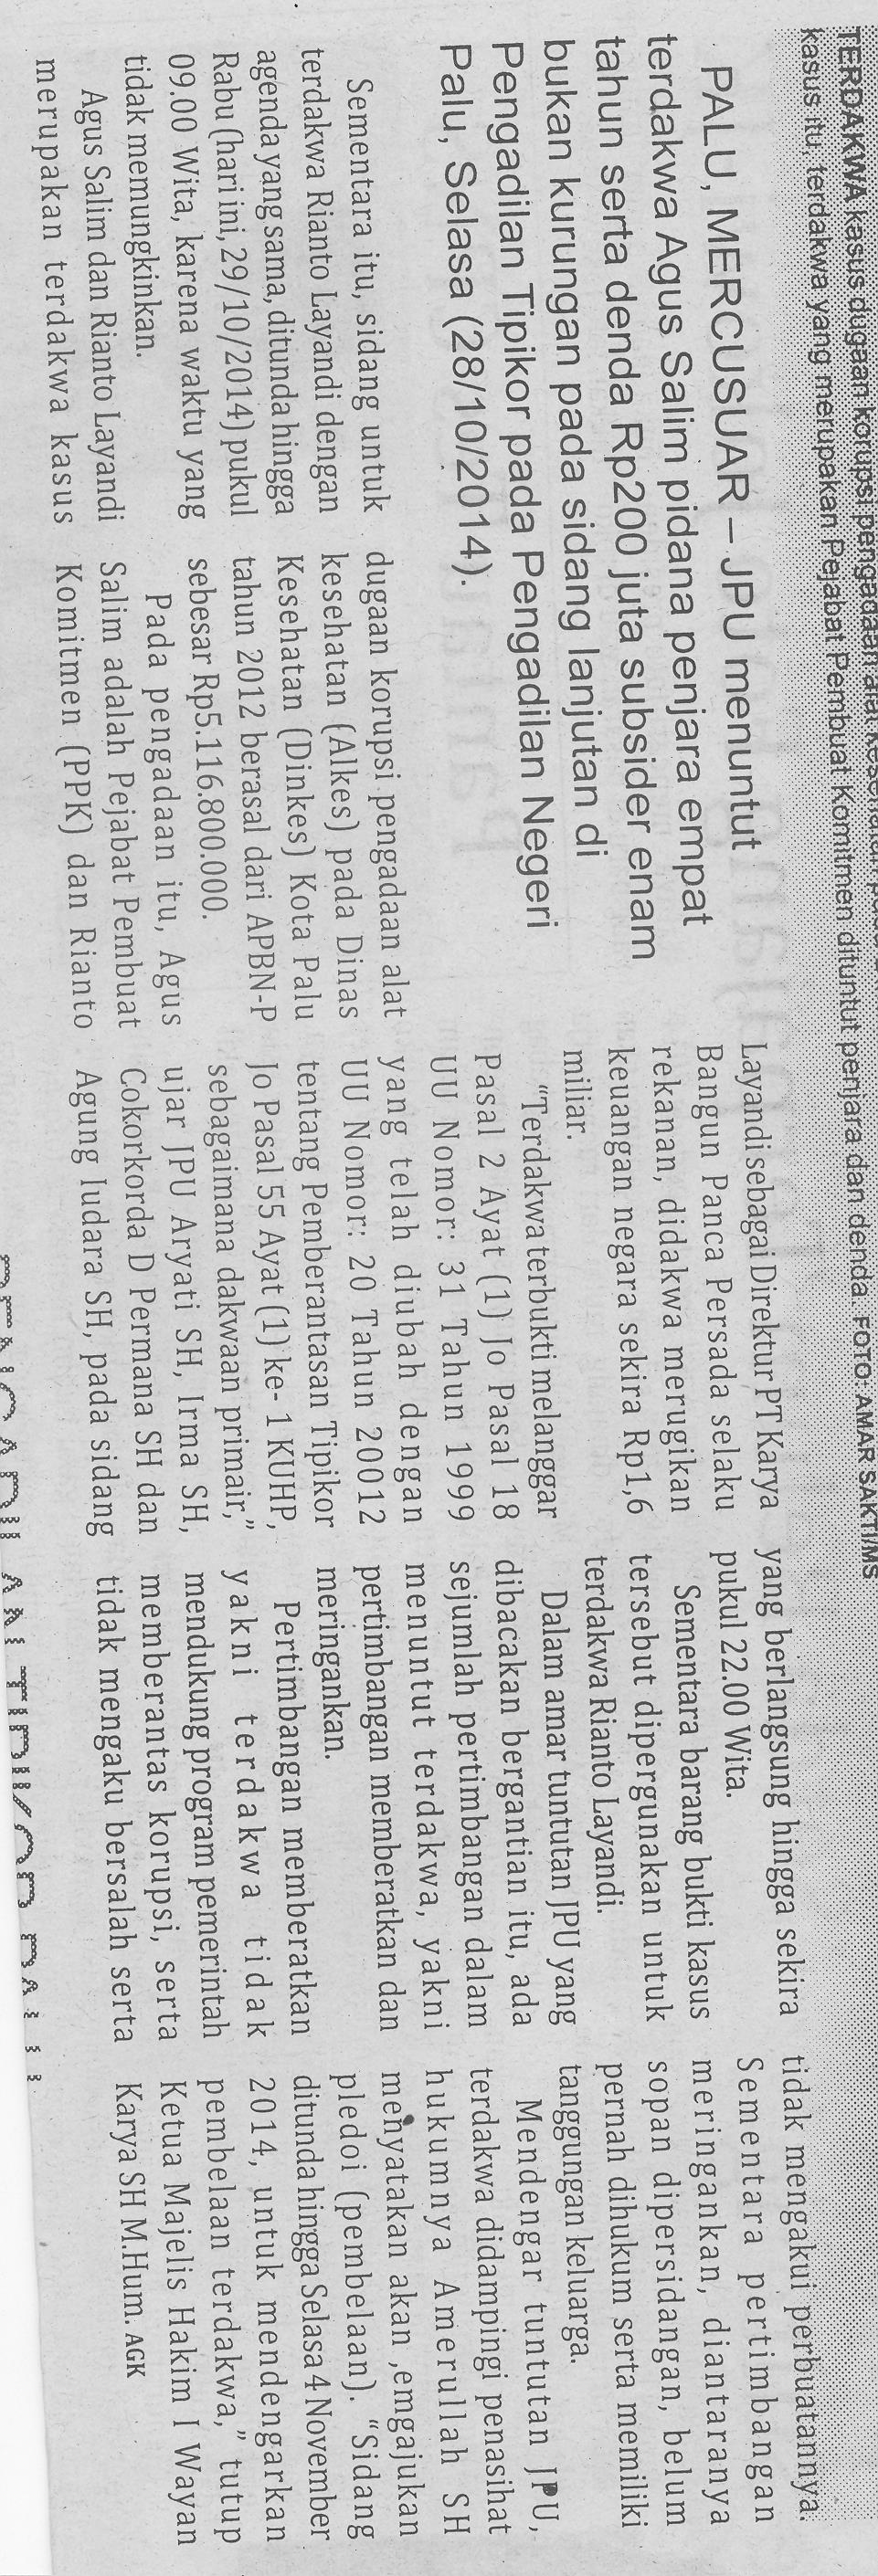 TERDAKWA kasus dugaan korupsi pengadaan alat
kasus itu, terdakwa yang merupakan Pejabat Pembuat Komitmen dituntut penjara dan denda. FOTO: AMAR SAKTI/MS
PALU, MERCUSUAR – JPU menuntut
terdakwa Agus Salim pidana penjara empat
tahun serta denda Rp200 juta subsider enam
bukan kurungan pada sidang lanjutan di
Pengadilan Tipikor pada Pengadilan Negeri
Palu, Selasa (28/10/2014).
Sementara itu, sidang untuk
terdakwa Rianto Layandi dengan
agenda yang sama, ditunda hingga
Rabu (hari ini, 29/10/2014) pukul
09.00 Wita, karena waktu yang
tidak memungkinkan.
Agus Salim dan Rianto Layandi
merupakan terdakwa kasus
dugaan korupsi pengadaan alat
kesehatan (Alkes) pada Dinas
Kesehatan (Dinkes) Kota Palu
tahun 2012 berasal dari APBN-P
sebesar Rp5.116.800.000.
Pada pengadaan itu, Agus
Salim adalah Pejabat Pembuat
Komitmen (PPK) dan Rianto
Layandi sebagai Direktur PT Karya
Bangun Panca Persada selaku
rekanan, didakwa merugikan
keuangan negara sekira Rp1,6
miliar.
"Terdakwa terbukti melanggar
Pasal 2 Ayat (1) Jo Pasal 18
UU Nomor: 31 Tahun 1999
yang telah diubah dengan
UU Nomor: 20 Tahun 20012
tentang Pemberantasan Tipikor
Jo Pasal 55 Ayat (1) ke- 1 KUHP,
sebagaimana dakwaan primair,"
ujar JPU Aryati SH, Irma SH,
Cokorkorda D Permana SH dan
Agung Iudara SH, pada sidang
yang berlangsung hingga sekira
pukul 22.00 Wita.
Sementara barang bukti kasus
tersebut dipergunakan untuk
terdakwa Rianto Layandi.
Dalam amar tuntutan JPU yang
dibacakan bergantian itu, ada
sejumlah pertimbangan dalam
menuntut terdakwa, yakni
pertimbangan memberatkan dan
meringankan.
Pertimbangan memberatkan
yakni terdakwa tidak
mendukung program pemerintah
memberantas korupsi, serta
tidak mengaku bersalah serta
tidak mengakui perbuatannya.
Sementara pertimbangan
meringankan, diantaranya
sopan dipersidangan, belum
pernah dihukum serta memiliki
tanggungan keluarga.
Mendengar tuntutan JPU,
terdakwa didampingi penasihat
hukumnya Amerullah SH
menyatakan akan ,emgajukan
pledoi (pembelaan). "Sidang
ditunda hingga Selasa 4 November
2014, untuk mendengarkan
pembelaan terdakwa," tutup
Ketua Majelis Hakim I Wayan
Karya SH M.Hum. AGK